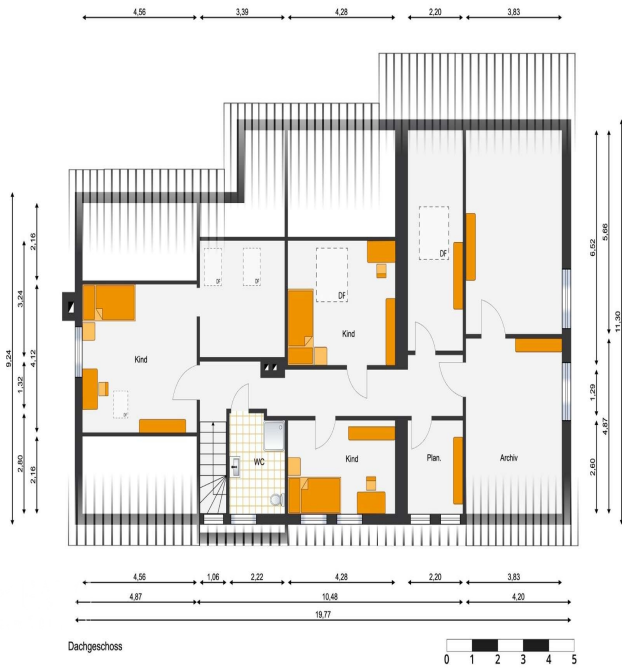 4,56 3,39 4,28 2,20 3,83
2,16
3,24
4,12
9,24
1,32
2,80
2,16
6,52
5,66
11,30
1,29
4,87
2,60
DF
DF DF
DF
Kind
Kind
DF
WC
Kind
Plan.
Archiv
4,56 1,06 2,22 4,28 2,20 3,83
4,87 10,48 4,20
19,77
Dachgeschoss
0 1 2 3 4 5